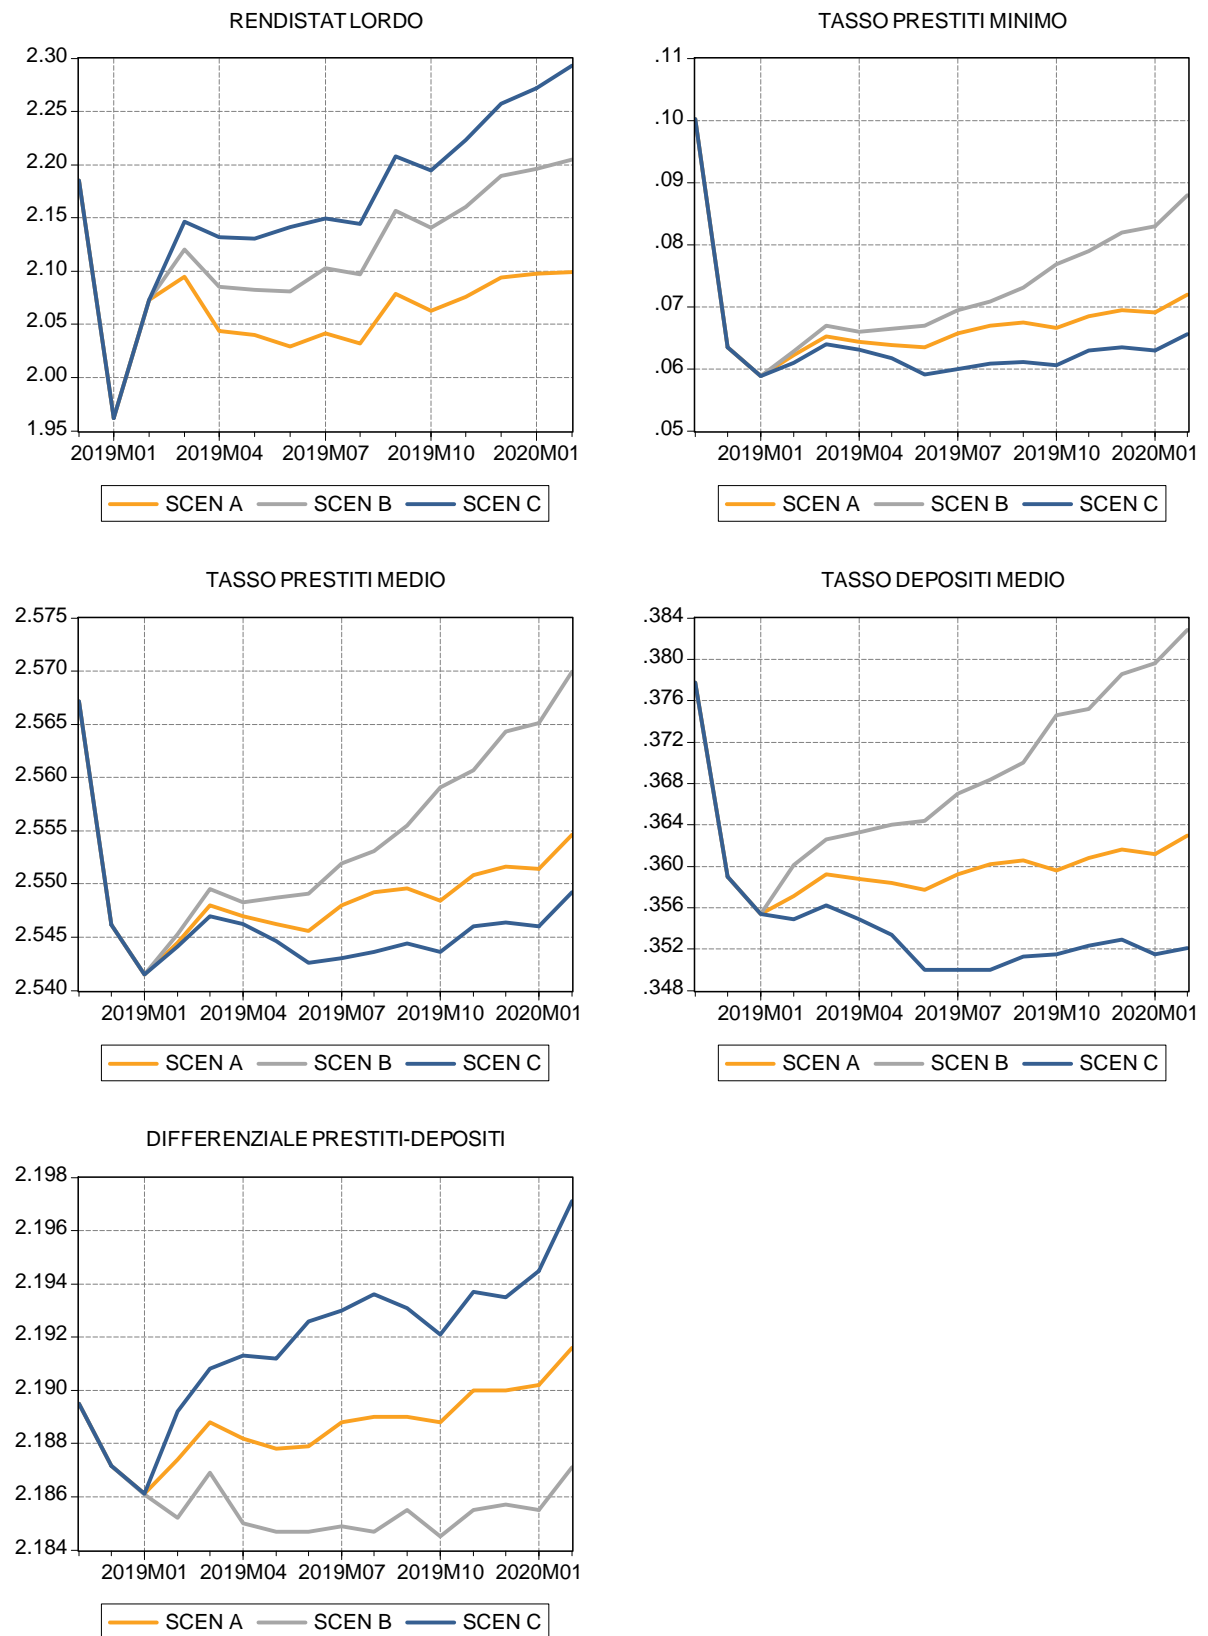 RENDISTAT LORDO
2.30
2.25
2.20
2.15
2.10
2.05
2.00
1.95
2019M01 2019M04 2019M07 2019M10 2020M01
SCEN A SCEN B SCEN C
TASSO PRESTITI MINIMO
.11
.10
.09
.08
.07
.06
.05
2019M01 2019M04 2019M07 2019M10 2020M01
SCEN A SCEN B SCEN C
TASSO PRESTITI MEDIO
2.575
2.570
2.565
2.560
2.555
2.550
2.545
2.540
2019M01 2019M04 2019M07 2019M10 2020M01
SCEN A SCEN B SCEN C
TASSO DEPOSITI MEDIO
.384
.380
.376
.372
.368
.364
.360
.356
.352
.348
2019M01 2019M04 2019M07 2019M10 2020M01
SCEN A SCEN B SCEN C
DIFFERENZIALE PRESTITI-DEPOSITI
2.198
2.196
2.194
2.192
2.190
2.188
2.186
2.184
2019M01 2019M04 2019M07 2019M10 2020M01
SCEN A SCEN B SCEN C